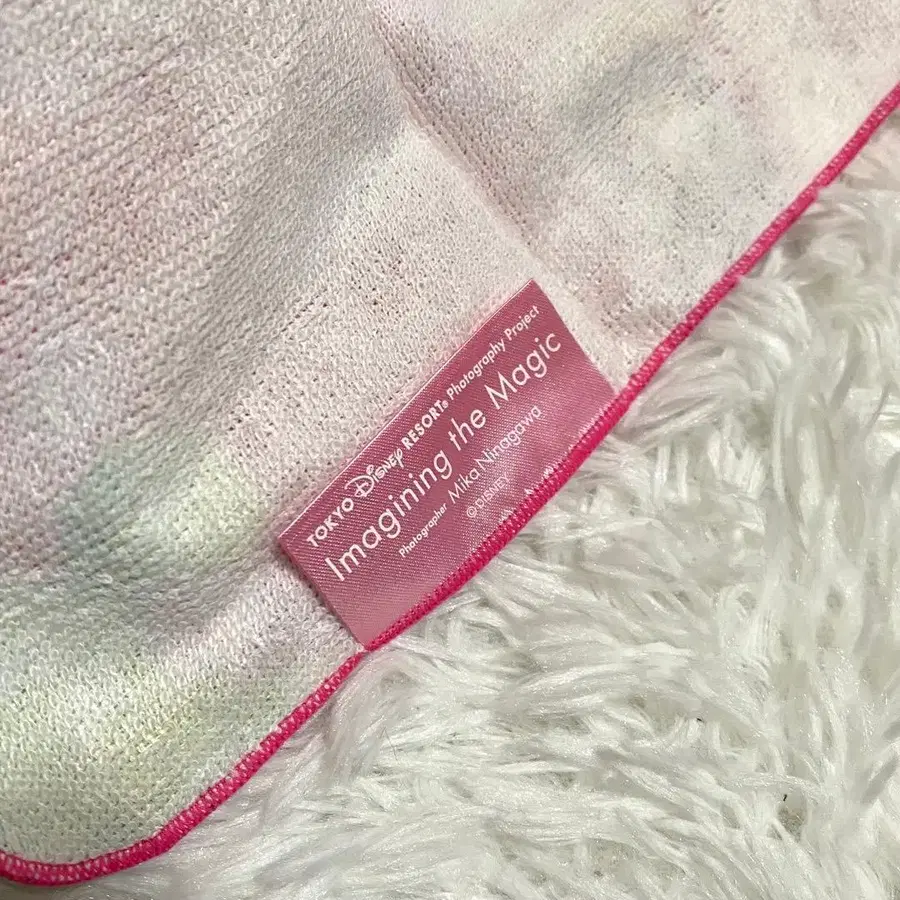 TOKYO Disney RESORT® Photography Project
Imagining the Magic
Photographer Mika Ninagawa
©DISNEY